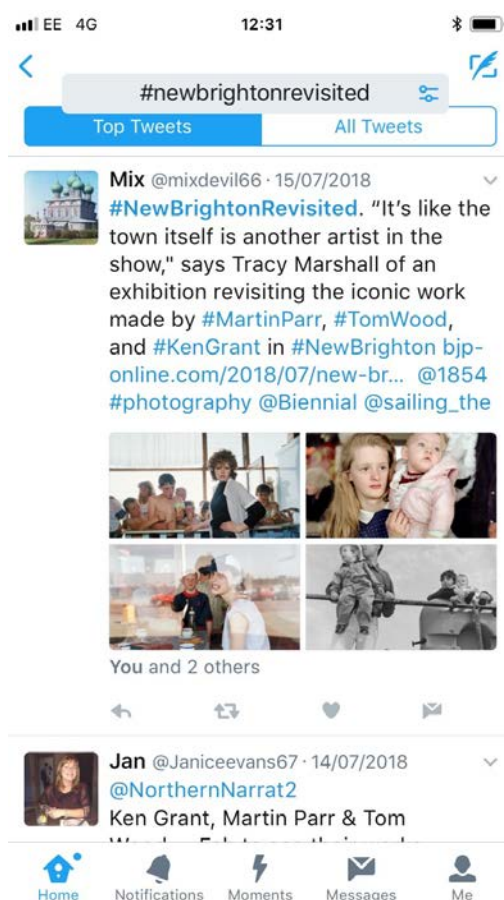 EE 4G 12:31
#newbrightonrevisited
Top Tweets All Tweets
Mix @mixdevil66 · 15/07/2018
#NewBrightonRevisited. “It’s like the
town itself is another artist in the
show," says Tracy Marshall of an
exhibition revisiting the iconic work
made by #MartinParr, #TomWood,
and #KenGrant in #NewBrighton bjp-
online.com/2018/07/new-br... @1854
#photography @Biennial @sailing_the
You and 2 others
Jan @Janiceevans67 · 14/07/2018
@NorthernNarrat2
Ken Grant, Martin Parr & Tom
Home Notifications Moments Messages Me